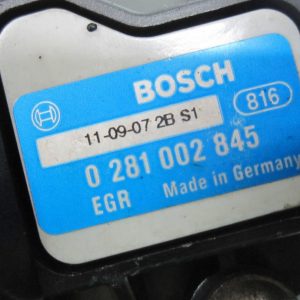 BOSCH
816
11-09-07 2B S1
0 281 002 845
EGR Made in Germany